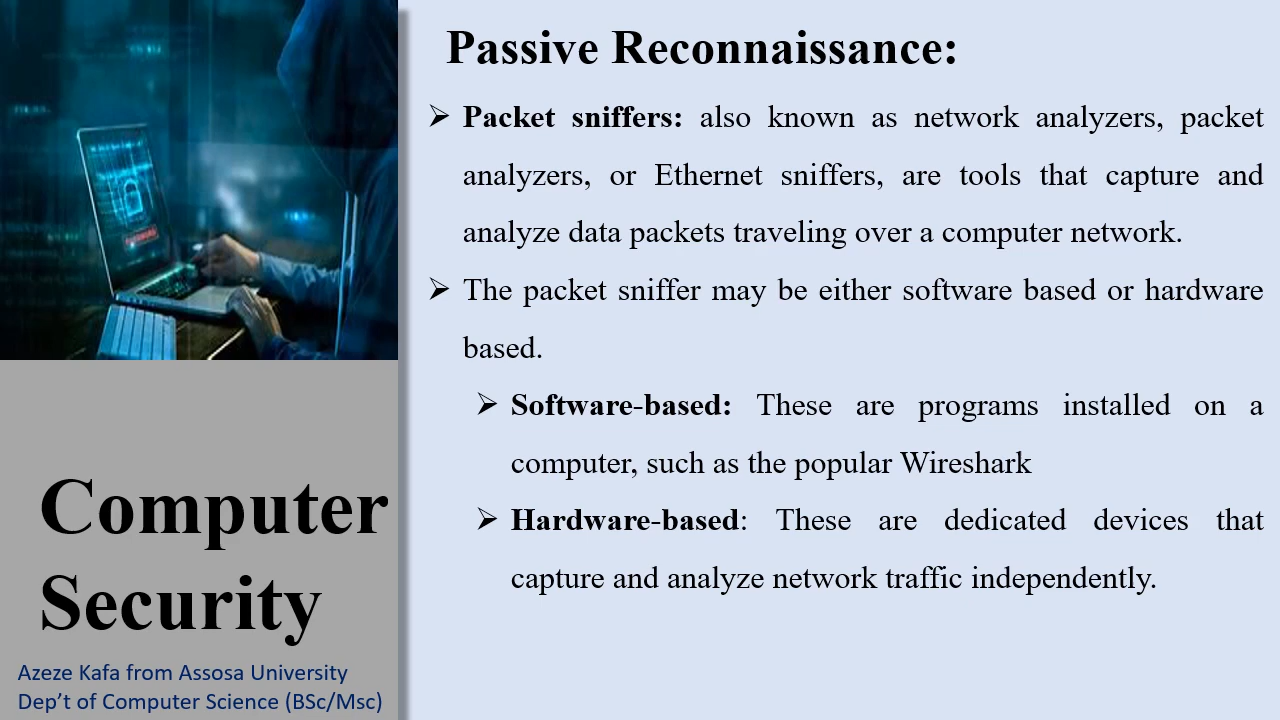 Passive Reconnaissance:
➢ Packet sniffers: also known as network analyzers, packet
analyzers, or Ethernet sniffers, are tools that capture and
analyze data packets traveling over a computer network.
➢ The packet sniffer may be either software based or hardware
based.
➢ Software-based: These are programs installed on a
computer, such as the popular Wireshark
➢ Hardware-based: These are dedicated devices that
capture and analyze network traffic independently.
Computer
Security
Azeze Kafa from Assosa University
Dep’t of Computer Science (BSc/Msc)